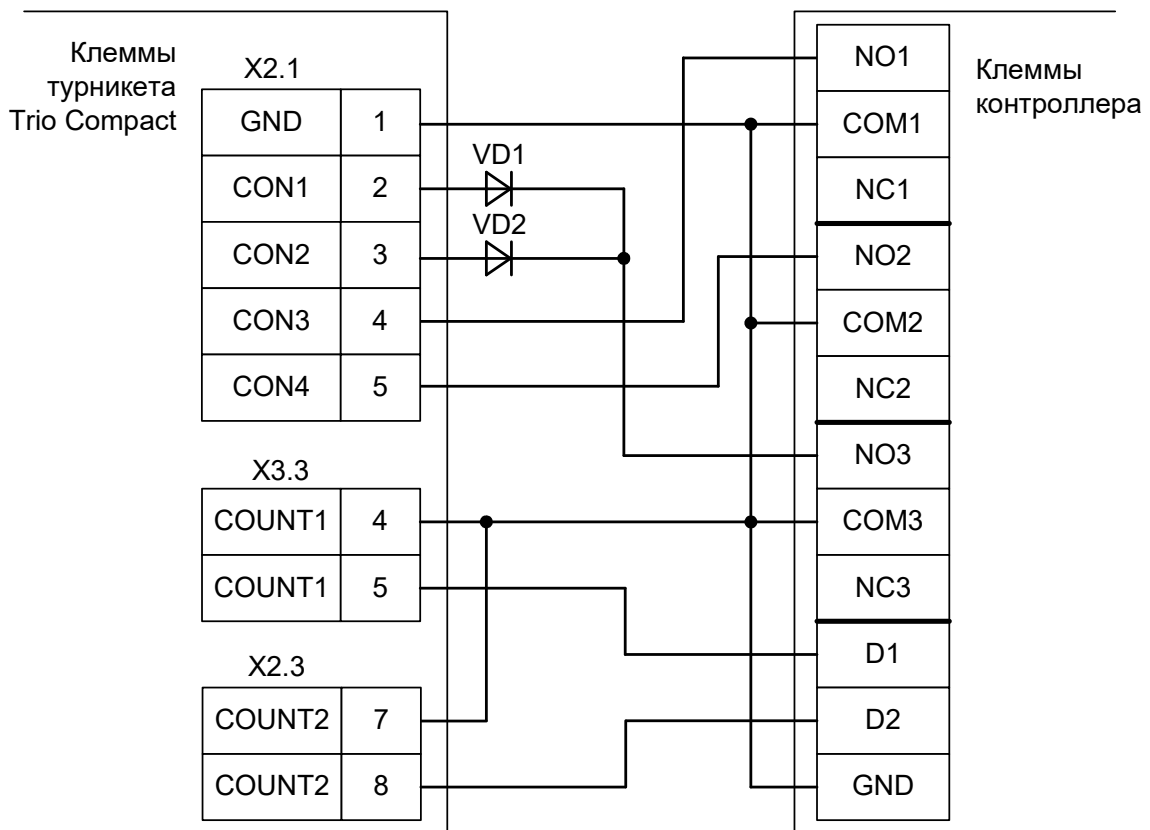 Клеммы
турникета
Trio Compact
X2.1
GND 1
CON1 2
CON2 3
CON3 4
CON4 5
VD1
VD2
X3.3
COUNT1 4
COUNT1 5
X2.3
COUNT2 7
COUNT2 8
NO1
COM1
NC1
NO2
COM2
NC2
NO3
COM3
NC3
D1
D2
GND
Клеммы
контроллера